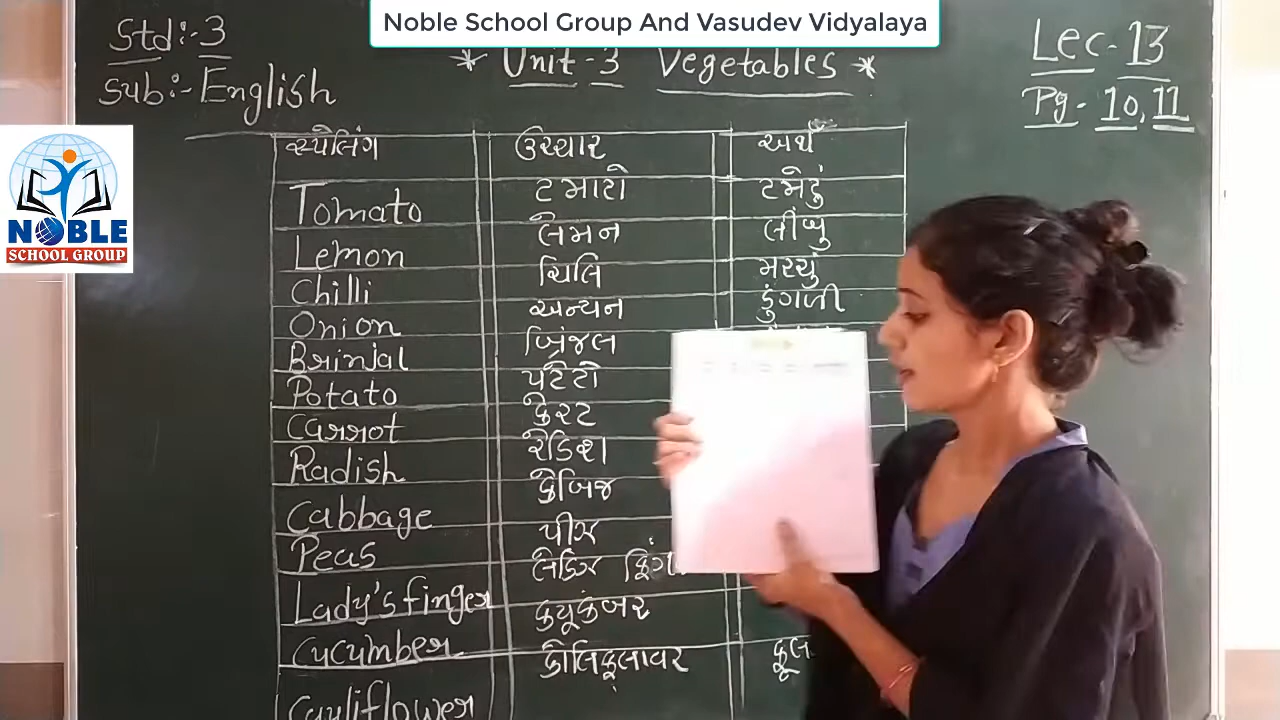 Noble School Group And Vasudev Vidyalaya
Std:- 3
Sub:- English
* Unit - 3 Vegetables *
Lec - 13
Pg - 10, 11
NOBLE
SCHOOL GROUP
સ્પેલિંગ ઉચ્ચાર અર્થ
Tomato ટમાટો ટમેટું
Lemon લેમન લીંબુ
Chilli ચિલિ મરચું
Onion અન્યન ડુંગળી
Brinjal બ્રિંજલ
Potato પટેટો
Carrot કેરટ
Radish રેડિશ
Cabbage કેબિજ
Peas પીઝ
Lady's finger લેડિઝ
Cucumber ક્યૂકંબર
Cauliflower કોલિફ્લાવર